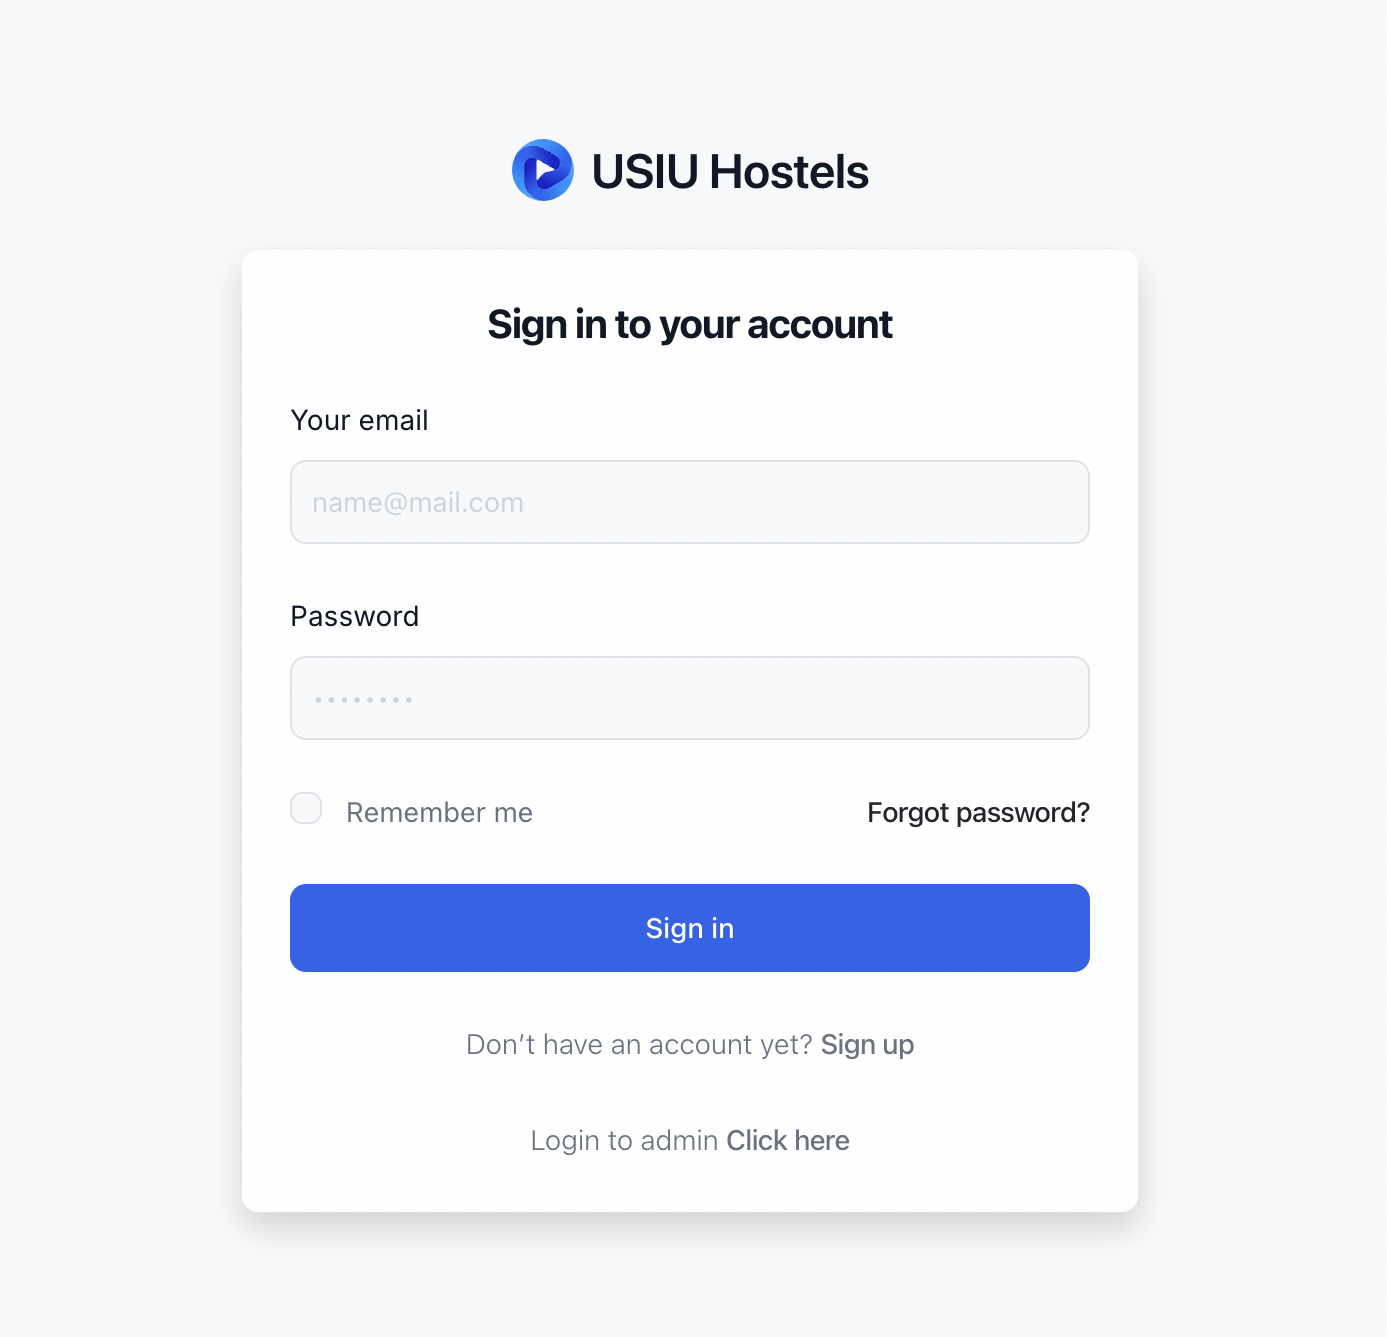 USIU Hostels
Sign in to your account
Your email
name@mail.com
Password
••••••••
Remember me
Forgot password?
Sign in
Don’t have an account yet? Sign up
Login to admin Click here